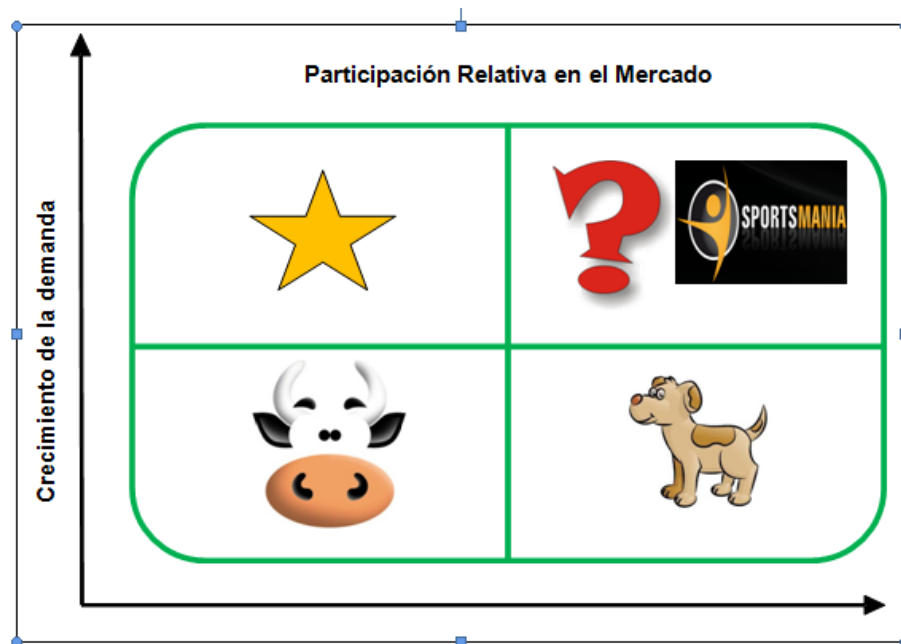 Participación Relativa en el Mercado
Crecimiento de la demanda
?
SPORTSMANIA